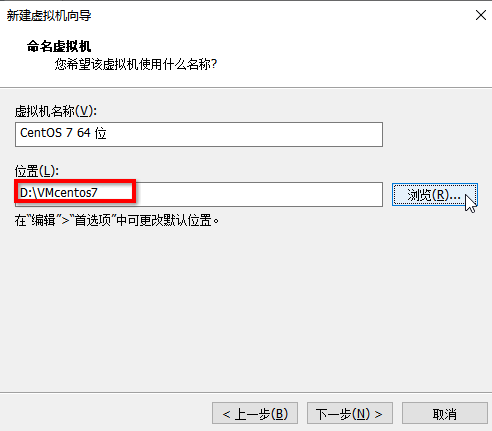 新建虚拟机向导
命名虚拟机
您希望该虚拟机使用什么名称?
虚拟机名称(V):
CentOS 7 64 位
位置(L):
D:\VMcentos7
浏览(R)...
在"编辑">"首选项"中可更改默认位置。
< 上一步(B)
下一步(N) >
取消